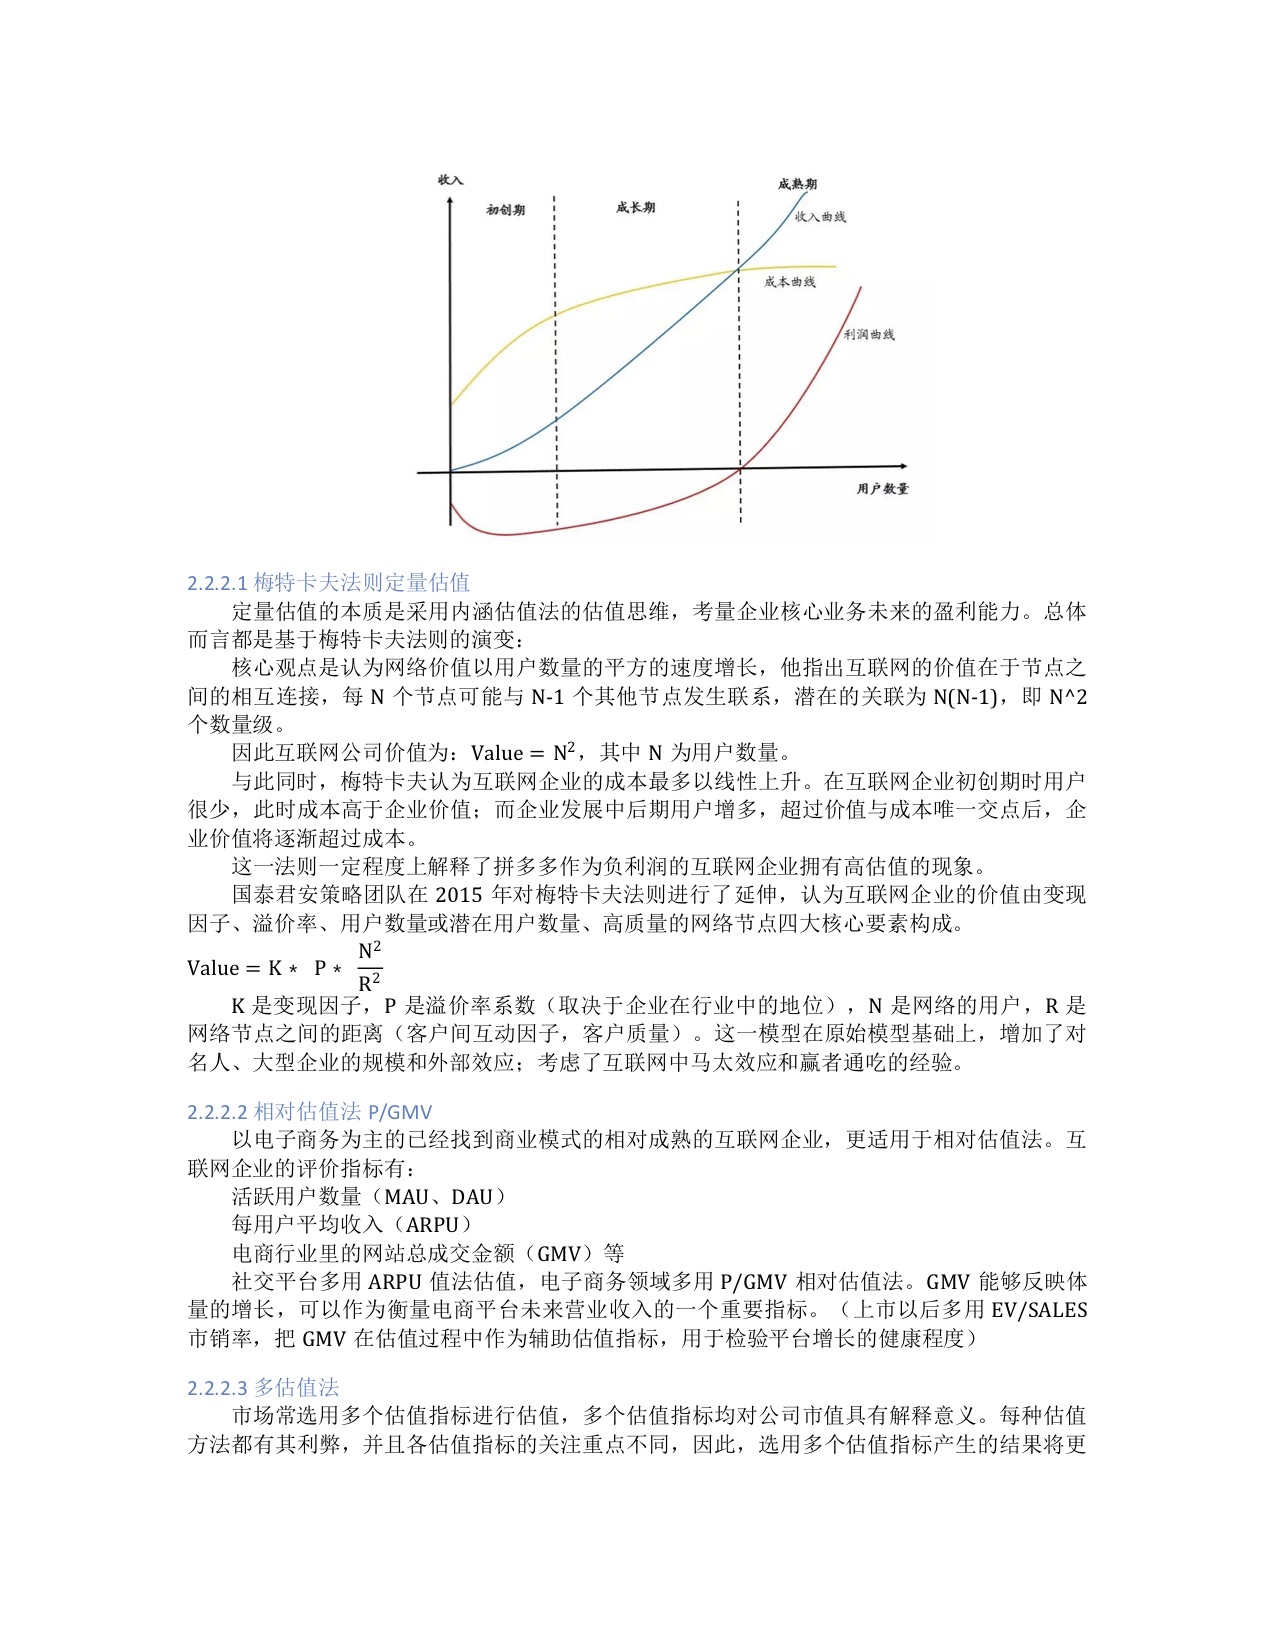 收入
成熟期
初创期
成长期
收入曲线
成本曲线
利润曲线
用户数量
2.2.2.1 梅特卡夫法则定量估值
定量估值的本质是采用内涵估值法的估值思维，考量企业核心业务未来的盈利能力。总体
而言都是基于梅特卡夫法则的演变：
核心观点是认为网络价值以用户数量的平方的速度增长，他指出互联网的价值在于节点之
间的相互连接，每 N 个节点可能与 N-1 个其他节点发生联系，潜在的关联为 N(N-1)，即 N^2
个数量级。
因此互联网公司价值为：Value = N²，其中 N 为用户数量。
与此同时，梅特卡夫认为互联网企业的成本最多以线性上升。在互联网企业初创期时用户
很少，此时成本高于企业价值；而企业发展中后期用户增多，超过价值与成本唯一交点后，企
业价值将逐渐超过成本。
这一法则一定程度上解释了拼多多作为负利润的互联网企业拥有高估值的现象。
国泰君安策略团队在 2015 年对梅特卡夫法则进行了延伸，认为互联网企业的价值由变现
因子、溢价率、用户数量或潜在用户数量、高质量的网络节点四大核心要素构成。
Value = K * P * N²/R²
K 是变现因子，P 是溢价率系数（取决于企业在行业中的地位），N 是网络的用户，R 是
网络节点之间的距离（客户间互动因子，客户质量）。这一模型在原始模型基础上，增加了对
名人、大型企业的规模和外部效应；考虑了互联网中马太效应和赢者通吃的经验。
2.2.2.2 相对估值法 P/GMV
以电子商务为主的已经找到商业模式的相对成熟的互联网企业，更适用于相对估值法。互
联网企业的评价指标有：
活跃用户数量（MAU、DAU）
每用户平均收入（ARPU）
电商行业里的网站总成交金额（GMV）等
社交平台多用 ARPU 值法估值，电子商务领域多用 P/GMV 相对估值法。GMV 能够反映体
量的增长，可以作为衡量电商平台未来营业收入的一个重要指标。（上市以后多用 EV/SALES
市销率，把 GMV 在估值过程中作为辅助估值指标，用于检验平台增长的健康程度）
2.2.2.3 多估值法
市场常选用多个估值指标进行估值，多个估值指标均对公司市值具有解释意义。每种估值
方法都有其利弊，并且各估值指标的关注重点不同，因此，选用多个估值指标产生的结果将更